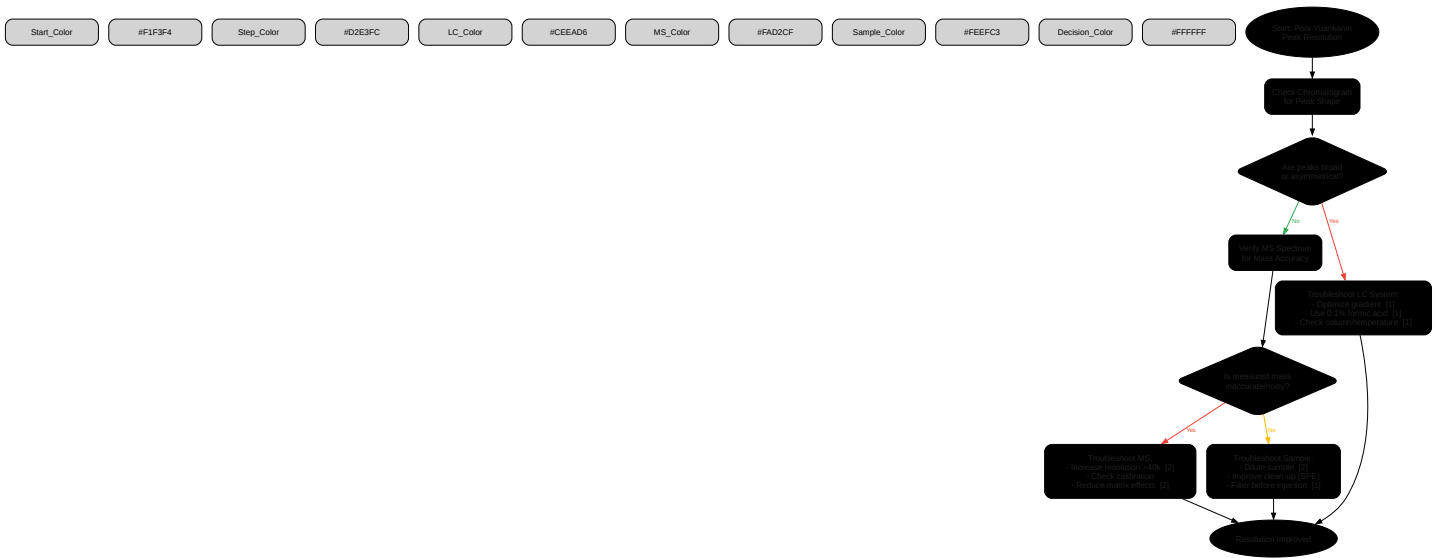 Start_Color
#F1F3F4
Step_Color
#D2E3FC
LC_Color
#CEEAD6
MS_Color
#FAD2CF
Sample_Color
#FEEFC3
Decision_Color
#FFFFFF
Start: Poor Yuankanin
Peak Resolution
Check Chromatogram
for Peak Shape
Are peaks broad
or asymmetrical?
No
Yes
Verify MS Spectrum
for Mass Accuracy
Troubleshoot LC System:
- Optimize gradient [1]
- Use 0.1% formic acid [1]
- Check column/temperature [1]
Is measured mass
inaccurate/noisy?
Yes
No
Troubleshoot MS:
- Increase resolution >40k [2]
- Check calibration
- Reduce matrix effects [2]
Troubleshoot Sample:
- Dilute sample [2]
- Improve clean-up (SPE)
- Filter before injection [1]
Resolution Improved